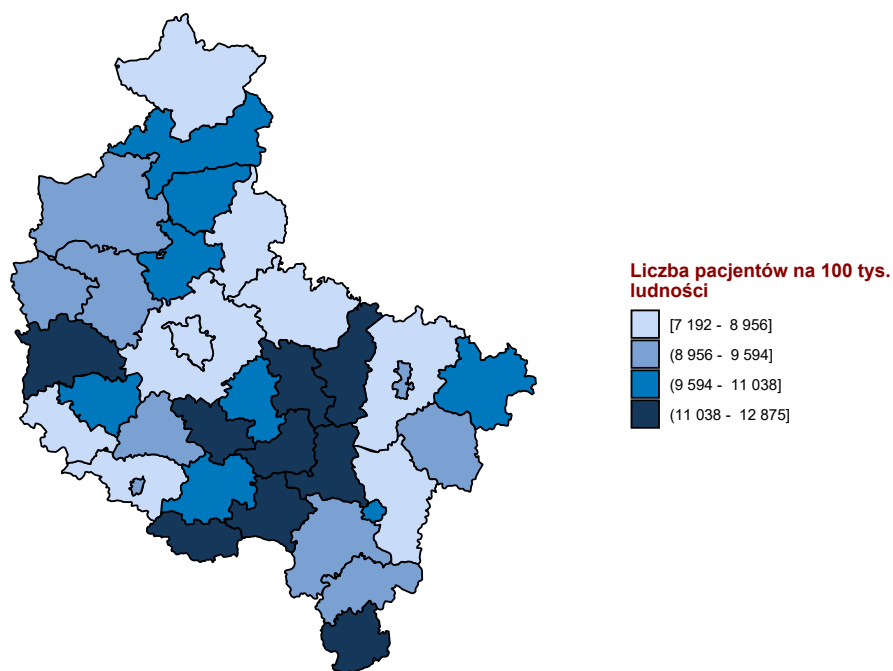 Liczba pacjentów na 100 tys.
ludności
[7 192 - 8 956]
(8 956 - 9 594]
(9 594 - 11 038]
(11 038 - 12 875]